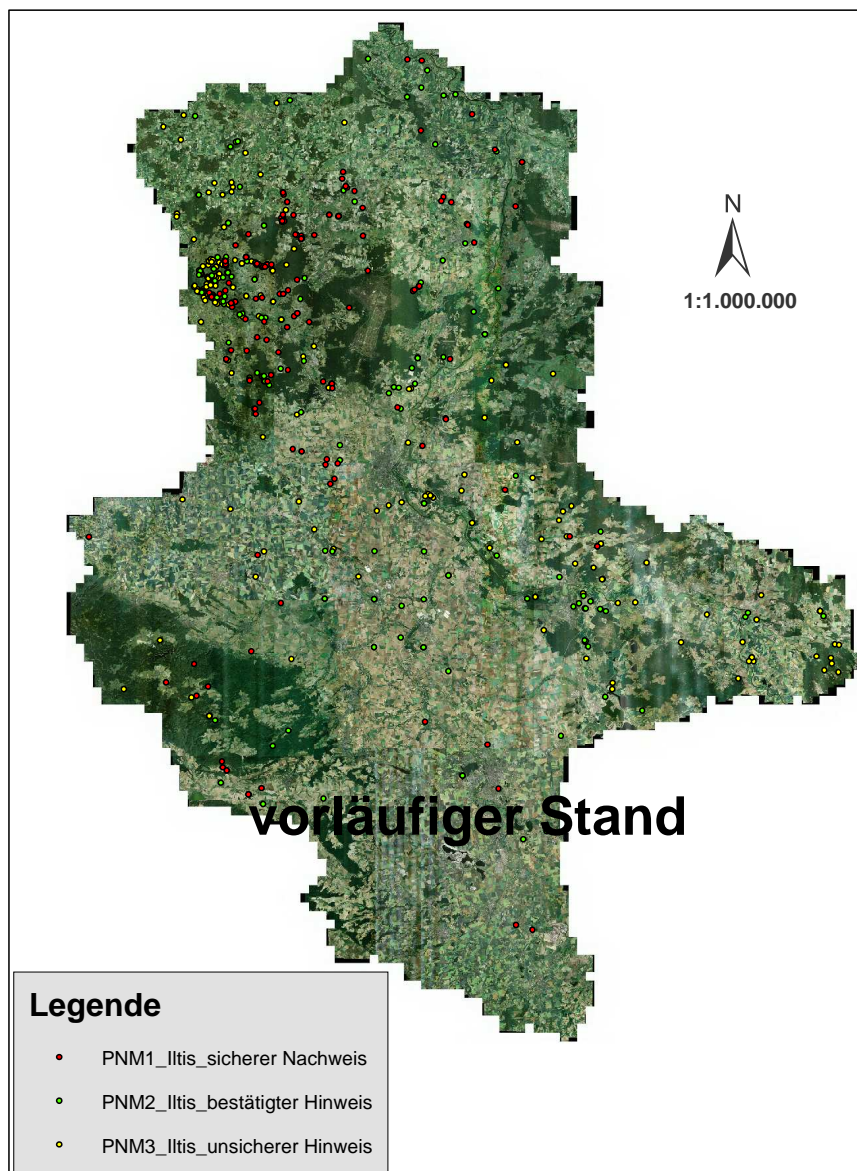 N
1:1.000.000
vorläufiger Stand
Legende
PNM1_Iltis_sicherer Nachweis
PNM2_Iltis_bestätigter Hinweis
PNM3_Iltis_unsicherer Hinweis